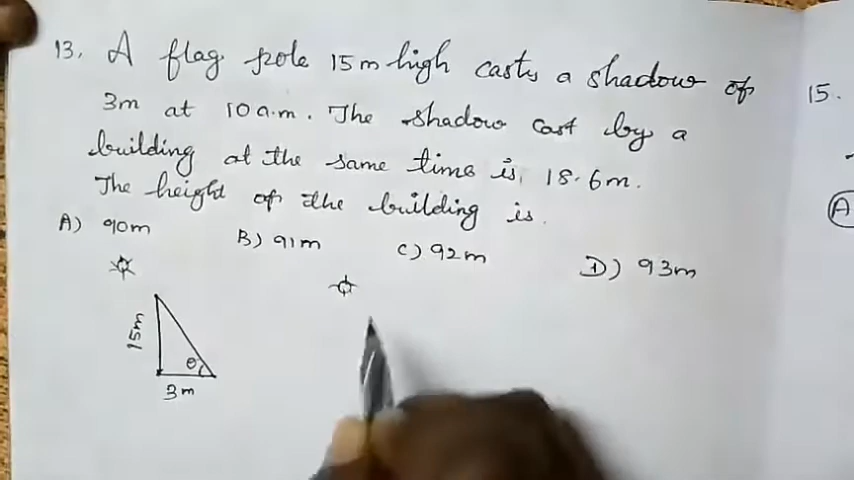 13. A flag pole 15m high casts a shadow of
3m at 10 a.m. The shadow cast by a
building at the same time is 18.6m.
The height of the building is.
A) 90m B) 91m C) 92m D) 93m
15m
θ
3m
15.
A